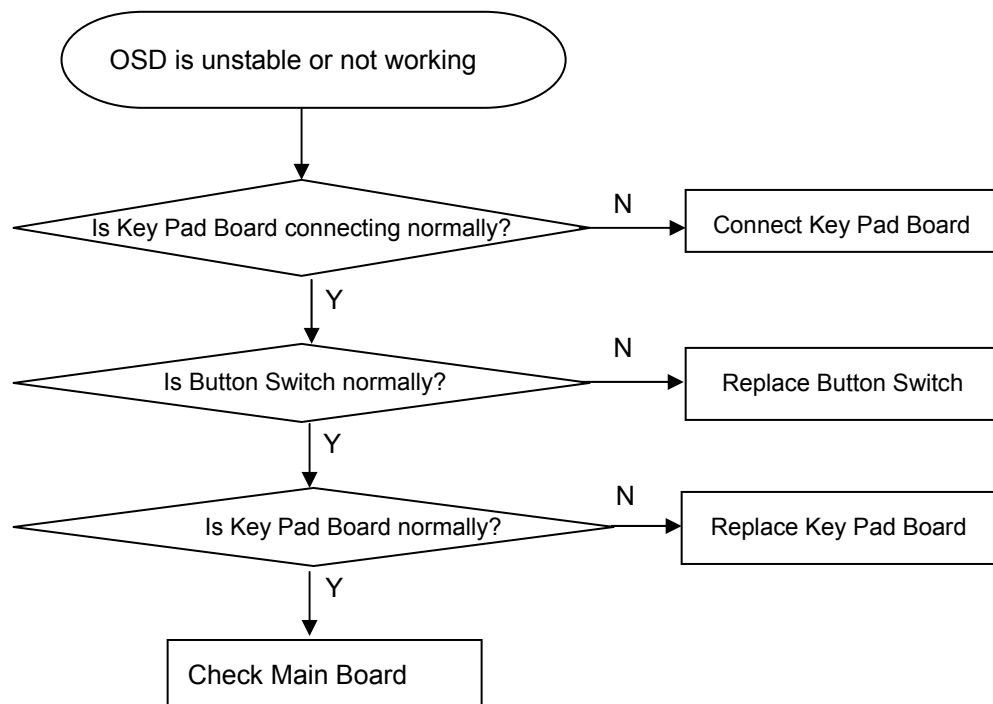 OSD is unstable or not working
Is Key Pad Board connecting normally?
N
Connect Key Pad Board
Y
Is Button Switch normally?
N
Replace Button Switch
Y
Is Key Pad Board normally?
N
Replace Key Pad Board
Y
Check Main Board